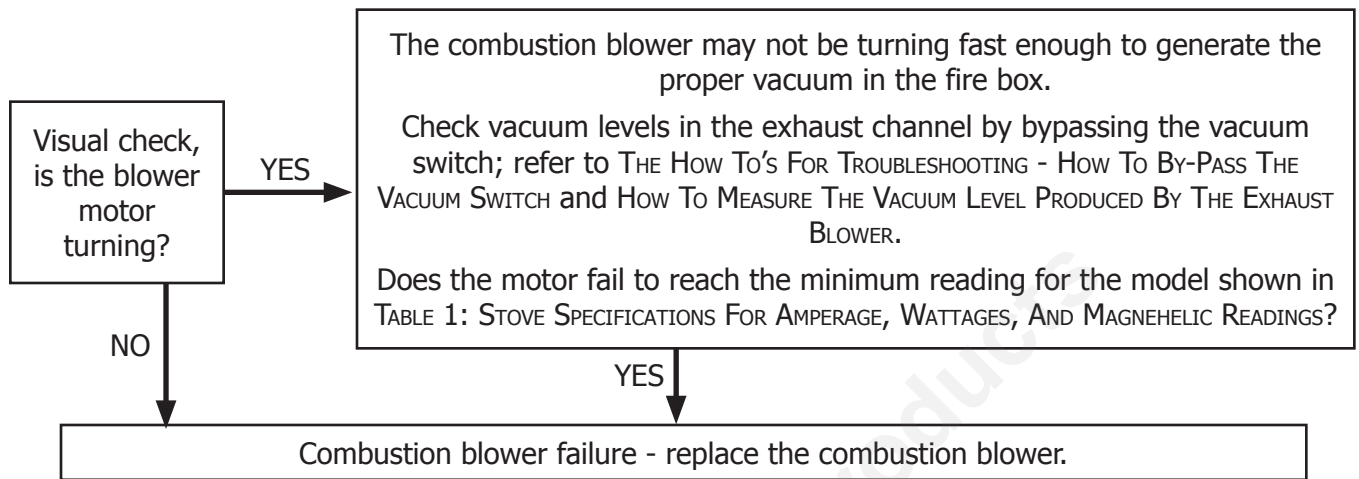 The combustion blower may not be turning fast enough to generate the
proper vacuum in the fire box.
Check vacuum levels in the exhaust channel by bypassing the vacuum
switch; refer to THE HOW TO'S FOR TROUBLESHOOTING - HOW TO BY-PASS THE
VACUUM SWITCH and HOW TO MEASURE THE VACUUM LEVEL PRODUCED BY THE EXHAUST
BLOWER.
Does the motor fail to reach the minimum reading for the model shown in
TABLE 1: STOVE SPECIFICATIONS FOR AMPERAGE, WATTAGES, AND MAGNEHELIC READINGS?
Visual check,
is the blower
motor
turning?
YES
NO
YES
Combustion blower failure - replace the combustion blower.